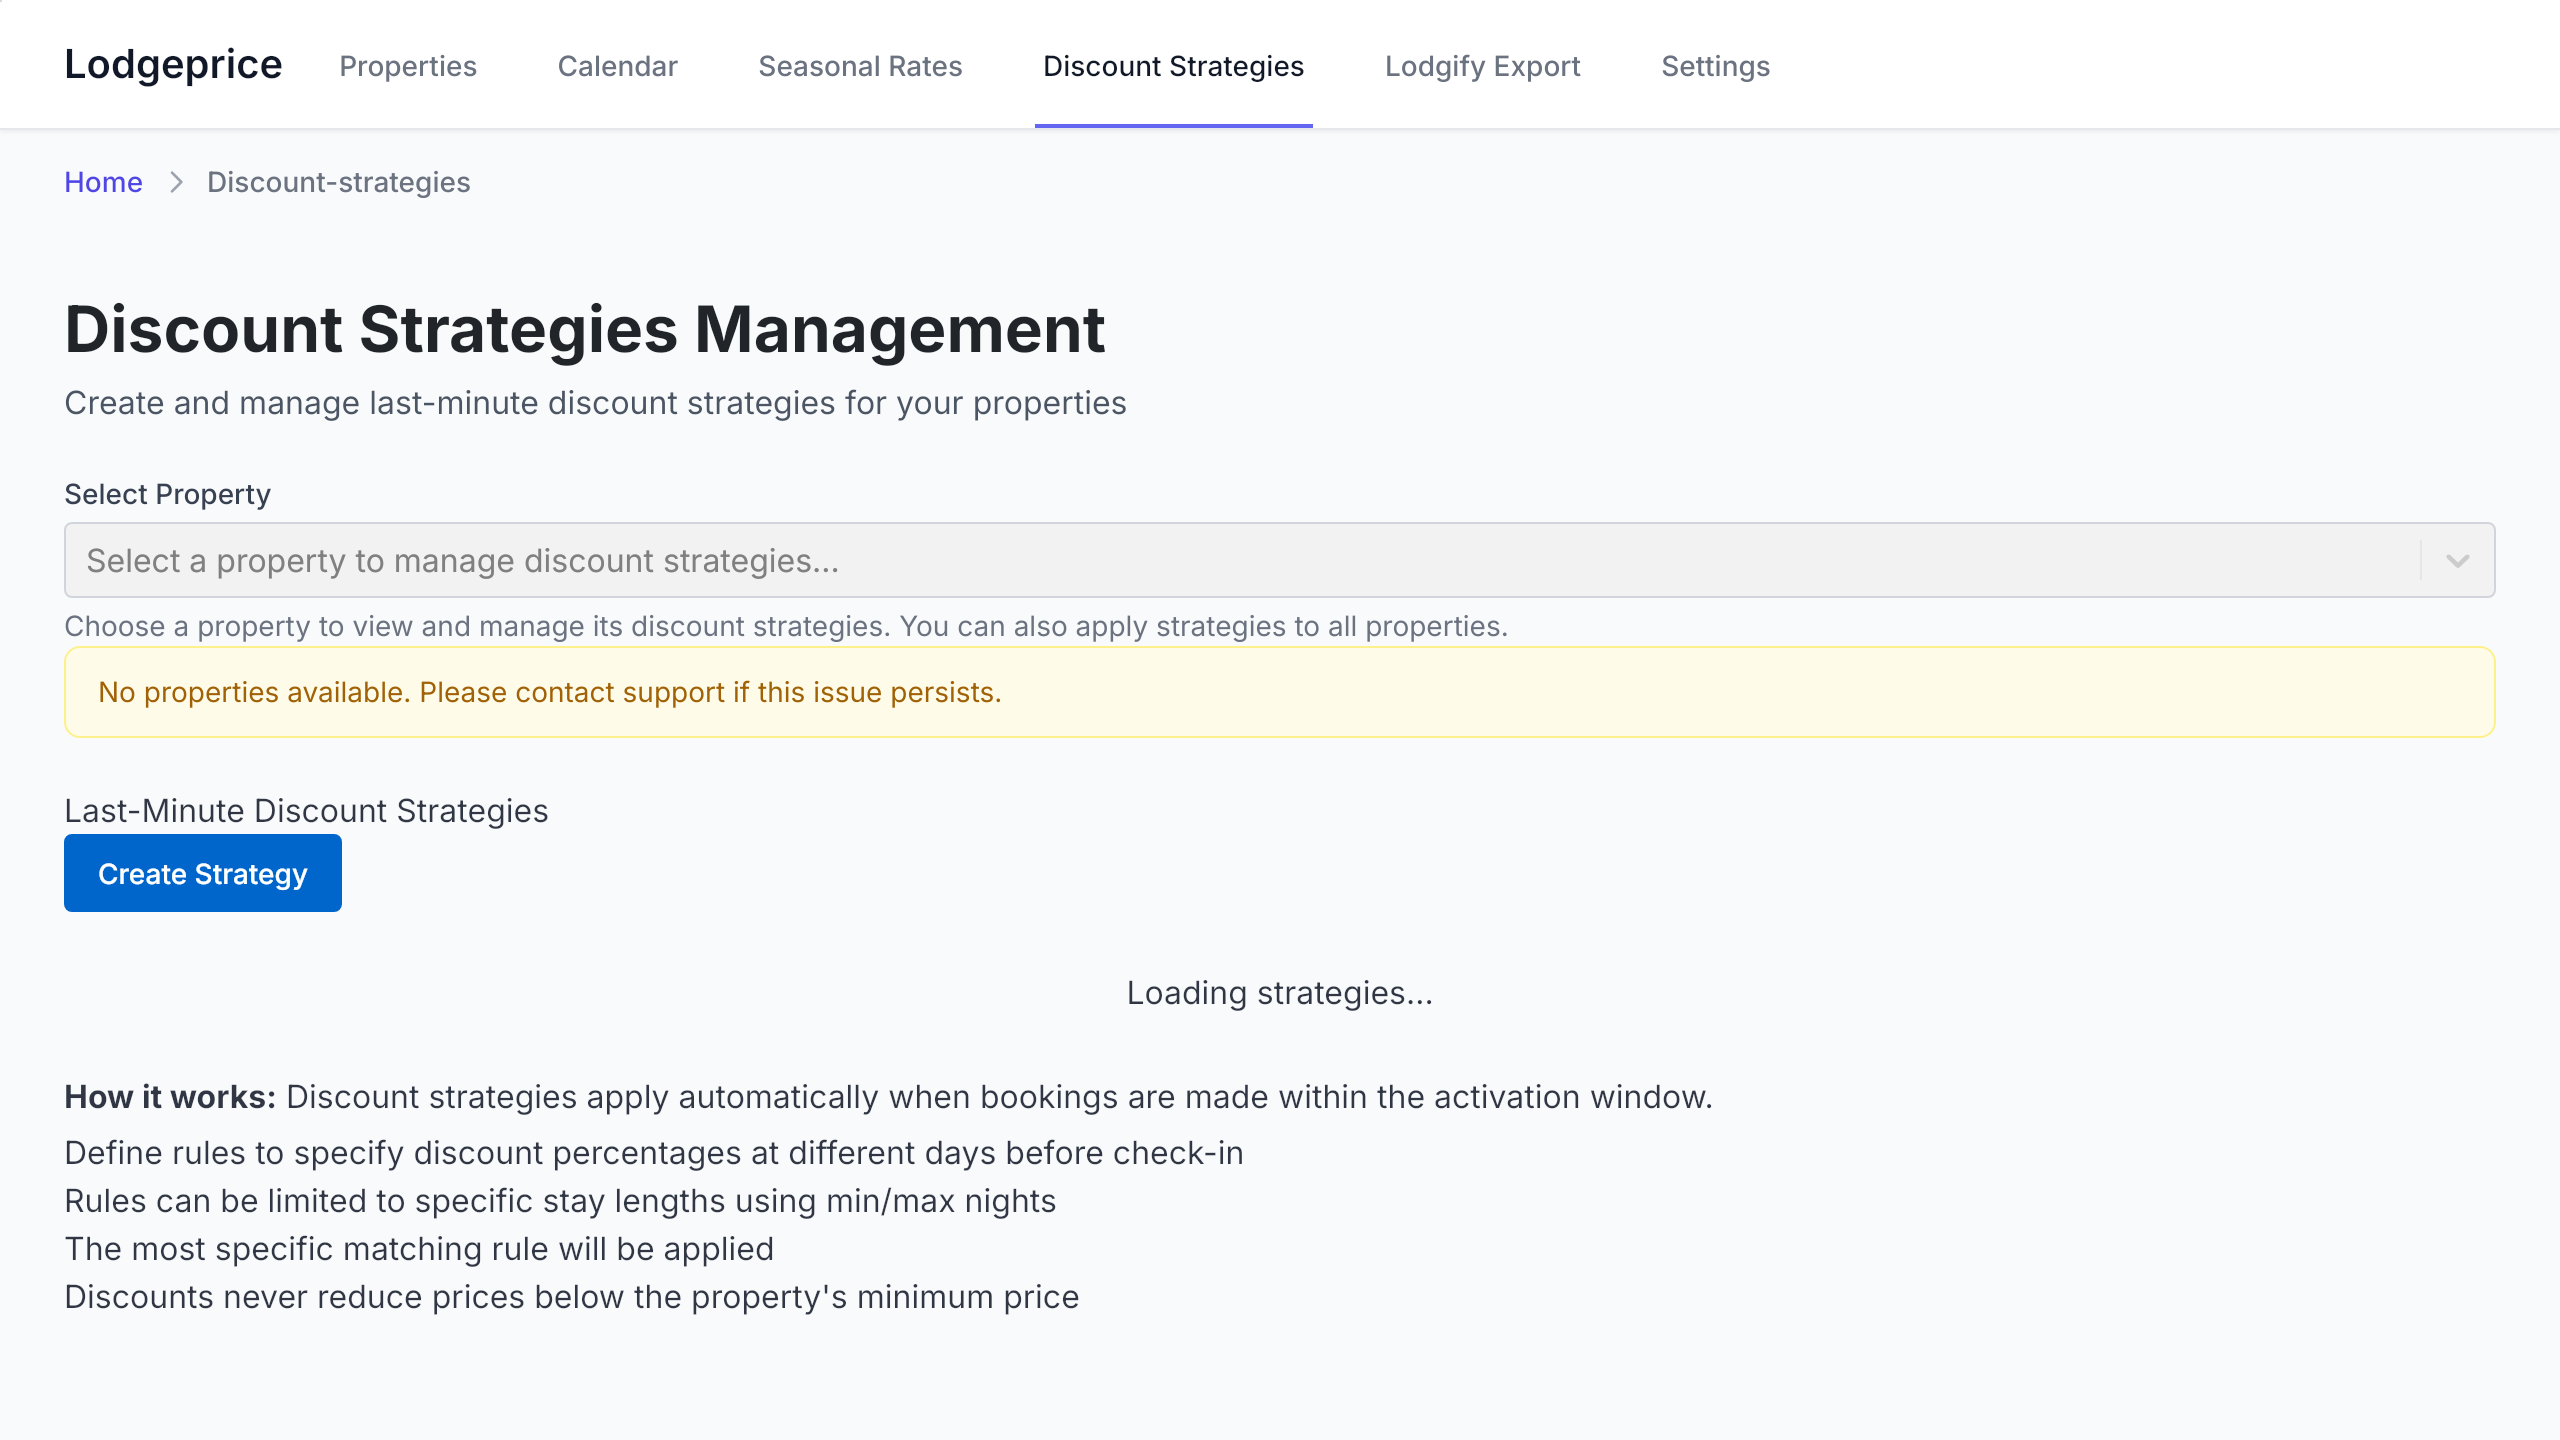 Lodgeprice Properties Calendar Seasonal Rates Discount Strategies Lodgify Export Settings
Home Discount-strategies
Discount Strategies Management
Create and manage last-minute discount strategies for your properties
Select Property
Select a property to manage discount strategies...
Choose a property to view and manage its discount strategies. You can also apply strategies to all properties.
No properties available. Please contact support if this issue persists.
Last-Minute Discount Strategies
Create Strategy
Loading strategies...
How it works: Discount strategies apply automatically when bookings are made within the activation window.
Define rules to specify discount percentages at different days before check-in
Rules can be limited to specific stay lengths using min/max nights
The most specific matching rule will be applied
Discounts never reduce prices below the property's minimum price